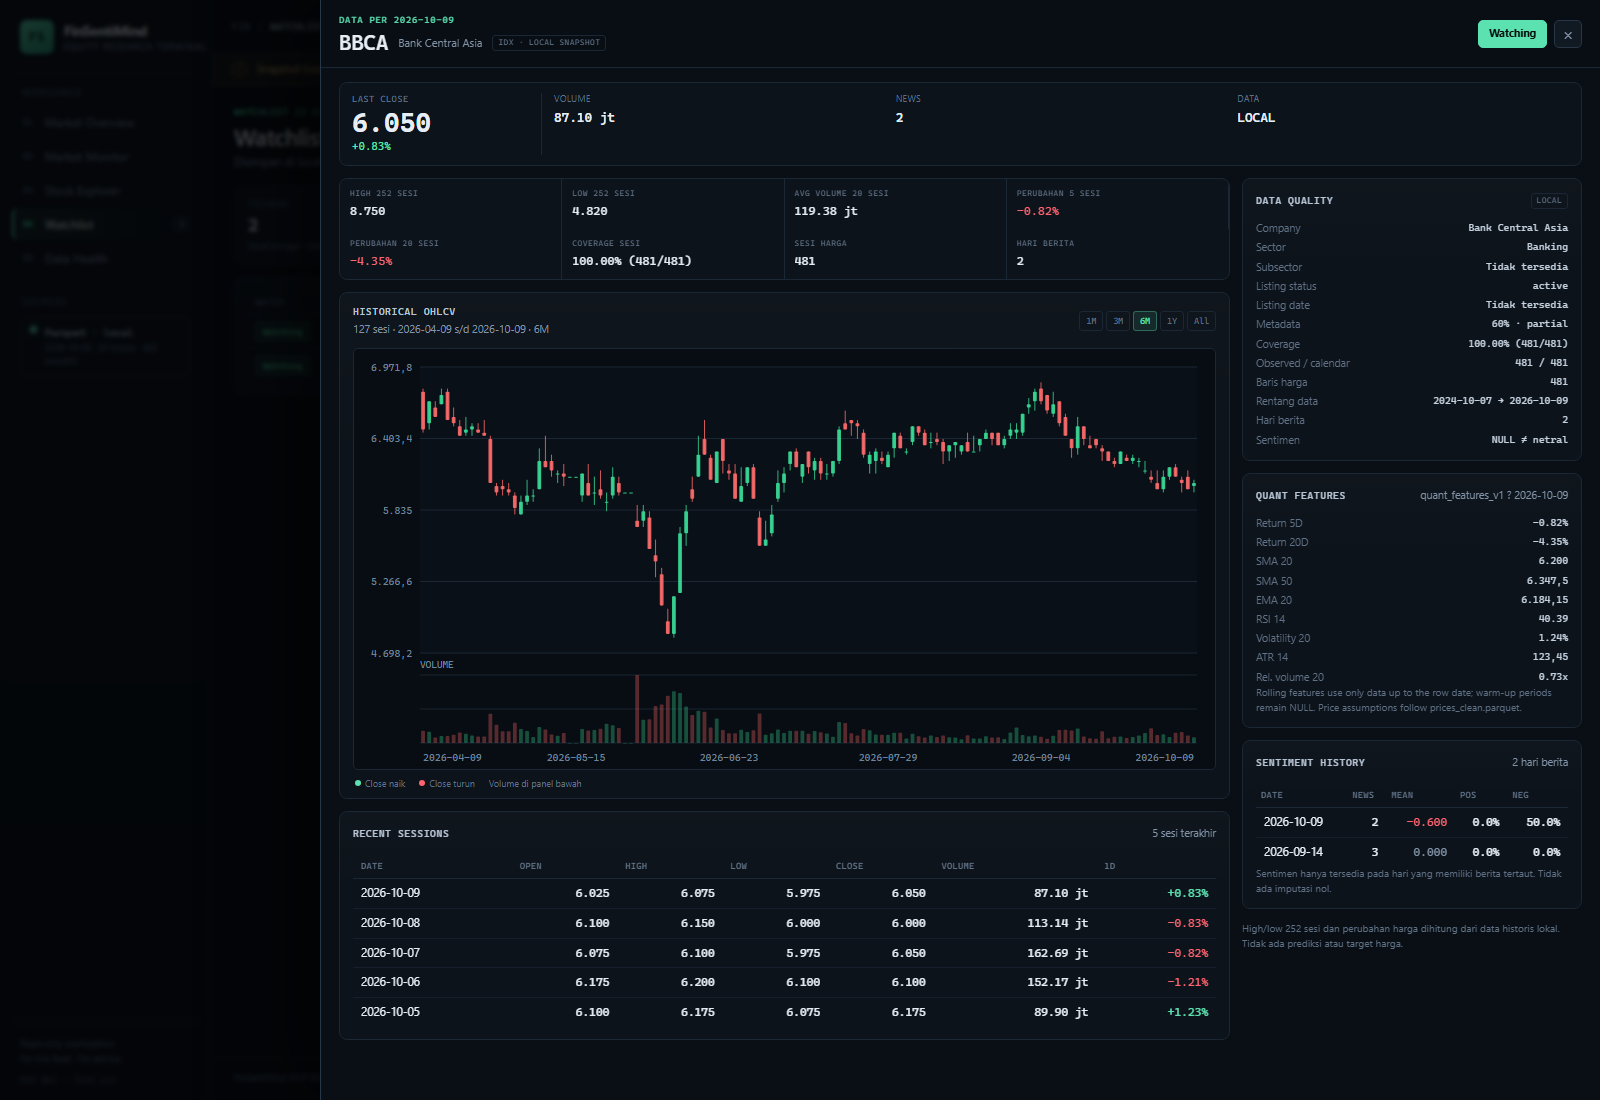 DATA PER 2026-10-09
BBCA Bank Central Asia IDX · LOCAL SNAPSHOT
Watching ×
LAST CLOSE
6.050
+0.83%
VOLUME
87.10 jt
NEWS
2
DATA
LOCAL
HIGH 252 SESI
8.750
LOW 252 SESI
4.820
AVG VOLUME 20 SESI
119.38 jt
PERUBAHAN 5 SESI
−0.82%
PERUBAHAN 20 SESI
−4.35%
COVERAGE SESI
100.00% (481/481)
SESI HARGA
481
HARI BERITA
2
HISTORICAL OHLCV
127 sesi · 2026-04-09 s/d 2026-10-09 · 6M
1M 3M 6M 1Y All
6.971,8
6.403,4
5.835
5.266,6
4.698,2
VOLUME
2026-04-09 2026-05-15 2026-06-23 2026-07-29 2026-09-04 2026-10-09
Close naik Close turun Volume di panel bawah
RECENT SESSIONS 5 sesi terakhir
DATE OPEN HIGH LOW CLOSE VOLUME 1D
2026-10-09 6.025 6.075 5.975 6.050 87.10 jt +0.83%
2026-10-08 6.100 6.150 6.000 6.000 113.14 jt −0.83%
2026-10-07 6.075 6.100 5.975 6.050 162.69 jt −0.82%
2026-10-06 6.175 6.200 6.100 6.100 152.17 jt −1.21%
2026-10-05 6.100 6.175 6.075 6.175 89.90 jt +1.23%
DATA QUALITY LOCAL
Company Bank Central Asia
Sector Banking
Subsector Tidak tersedia
Listing status active
Listing date Tidak tersedia
Metadata 60% · partial
Coverage 100.00% (481/481)
Observed / calendar 481 / 481
Baris harga 481
Rentang data 2024-10-07 → 2026-10-09
Hari berita 2
Sentimen NULL ≠ netral
QUANT FEATURES quant_features_v1 ? 2026-10-09
Return 5D −0.82%
Return 20D −4.35%
SMA 20 6.200
SMA 50 6.347,5
EMA 20 6.184,15
RSI 14 40.39
Volatility 20 1.24%
ATR 14 123,45
Rel. volume 20 0.73x
Rolling features use only data up to the row date; warm-up periods
remain NULL. Price assumptions follow prices_clean.parquet.
SENTIMENT HISTORY 2 hari berita
DATE NEWS MEAN POS NEG
2026-10-09 2 −0.600 0.0% 50.0%
2026-09-14 3 0.000 0.0% 0.0%
Sentimen hanya tersedia pada hari yang memiliki berita tertaut. Tidak
ada imputasi nol.
High/low 252 sesi dan perubahan harga dihitung dari data historis lokal.
Tidak ada prediksi atau target harga.
FinSentiMind
Market Overview
Market Monitor
Stock Explorer
Watchlist
Data Health